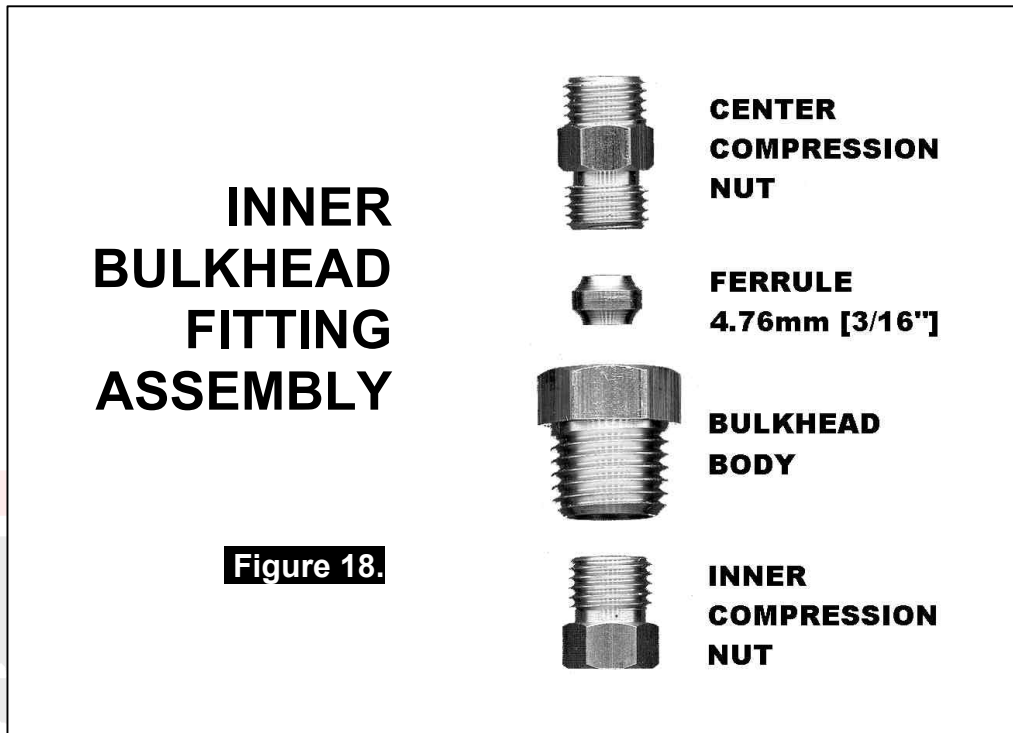 INNER
BULKHEAD
FITTING
ASSEMBLY
Figure 18.
CENTER
COMPRESSION
NUT
FERRULE
4.76mm [3/16"]
BULKHEAD
BODY
INNER
COMPRESSION
NUT